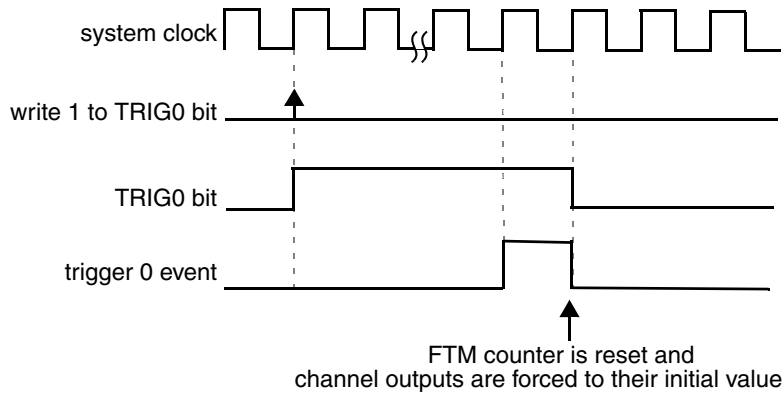 system clock
write 1 to TRIG0 bit
TRIG0 bit
trigger 0 event
FTM counter is reset and
channel outputs are forced to their initial value